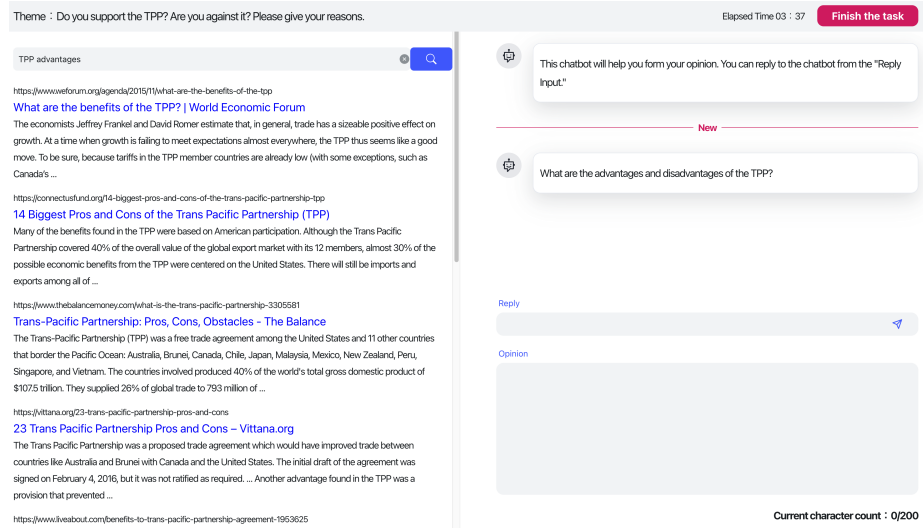 Theme : Do you support the TPP? Are you against it? Please give your reasons.
Elapsed Time 03 : 37
Finish the task
TPP advantages
https://www.weforum.org/agenda/2015/11/what-are-the-benefits-of-the-tpp
What are the benefits of the TPP? | World Economic Forum
The economists Jeffrey Frankel and David Romer estimate that, in general, trade has a sizeable positive effect on
growth. At a time when growth is failing to meet expectations almost everywhere, the TPP thus seems like a good
move. To be sure, because tariffs in the TPP member countries are already low (with some exceptions, such as
Canada's ...
https://connectusfund.org/14-biggest-pros-and-cons-of-the-trans-pacific-partnership-tpp
14 Biggest Pros and Cons of the Trans Pacific Partnership (TPP)
Many of the benefits found in the TPP were based on American participation. Although the Trans Pacific
Partnership covered 40% of the overall value of the global export market with its 12 members, almost 30% of the
possible economic benefits from the TPP were centered on the United States. There will still be imports and
exports among all of ...
https://www.thebalancemoney.com/what-is-the-trans-pacific-partnership-3305581
Trans-Pacific Partnership: Pros, Cons, Obstacles - The Balance
The Trans-Pacific Partnership (TPP) was a free trade agreement among the United States and 11 other countries
that border the Pacific Ocean: Australia, Brunei, Canada, Chile, Japan, Malaysia, Mexico, New Zealand, Peru,
Singapore, and Vietnam. The countries involved produced 40% of the world's total gross domestic product of
$107.5 trillion. They supplied 26% of global trade to 793 million of ...
https://vittana.org/23-trans-pacific-partnership-pros-and-cons
23 Trans Pacific Partnership Pros and Cons – Vittana.org
The Trans Pacific Partnership was a proposed trade agreement which would have improved trade between
countries like Australia and Brunei with Canada and the United States. The initial draft of the agreement was
signed on February 4, 2016, but it was not ratified as required. ... Another advantage found in the TPP was a
provision that prevented ...
https://www.liveabout.com/benefits-to-trans-pacific-partnership-agreement-1953625
This chatbot will help you form your opinion. You can reply to the chatbot from the "Reply
Input."
New
What are the advantages and disadvantages of the TPP?
Reply
Opinion
Current character count : 0/200